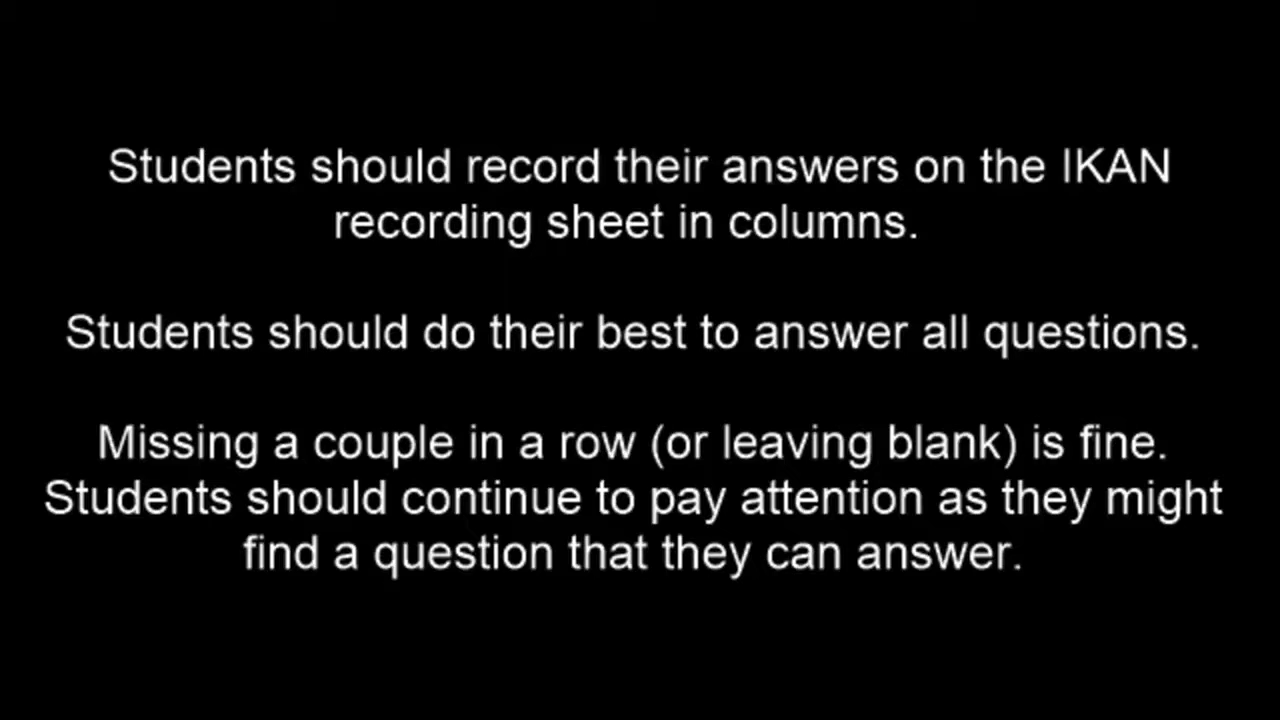 Students should record their answers on the IKAN
recording sheet in columns.
Students should do their best to answer all questions.
Missing a couple in a row (or leaving blank) is fine.
Students should continue to pay attention as they might
find a question that they can answer.